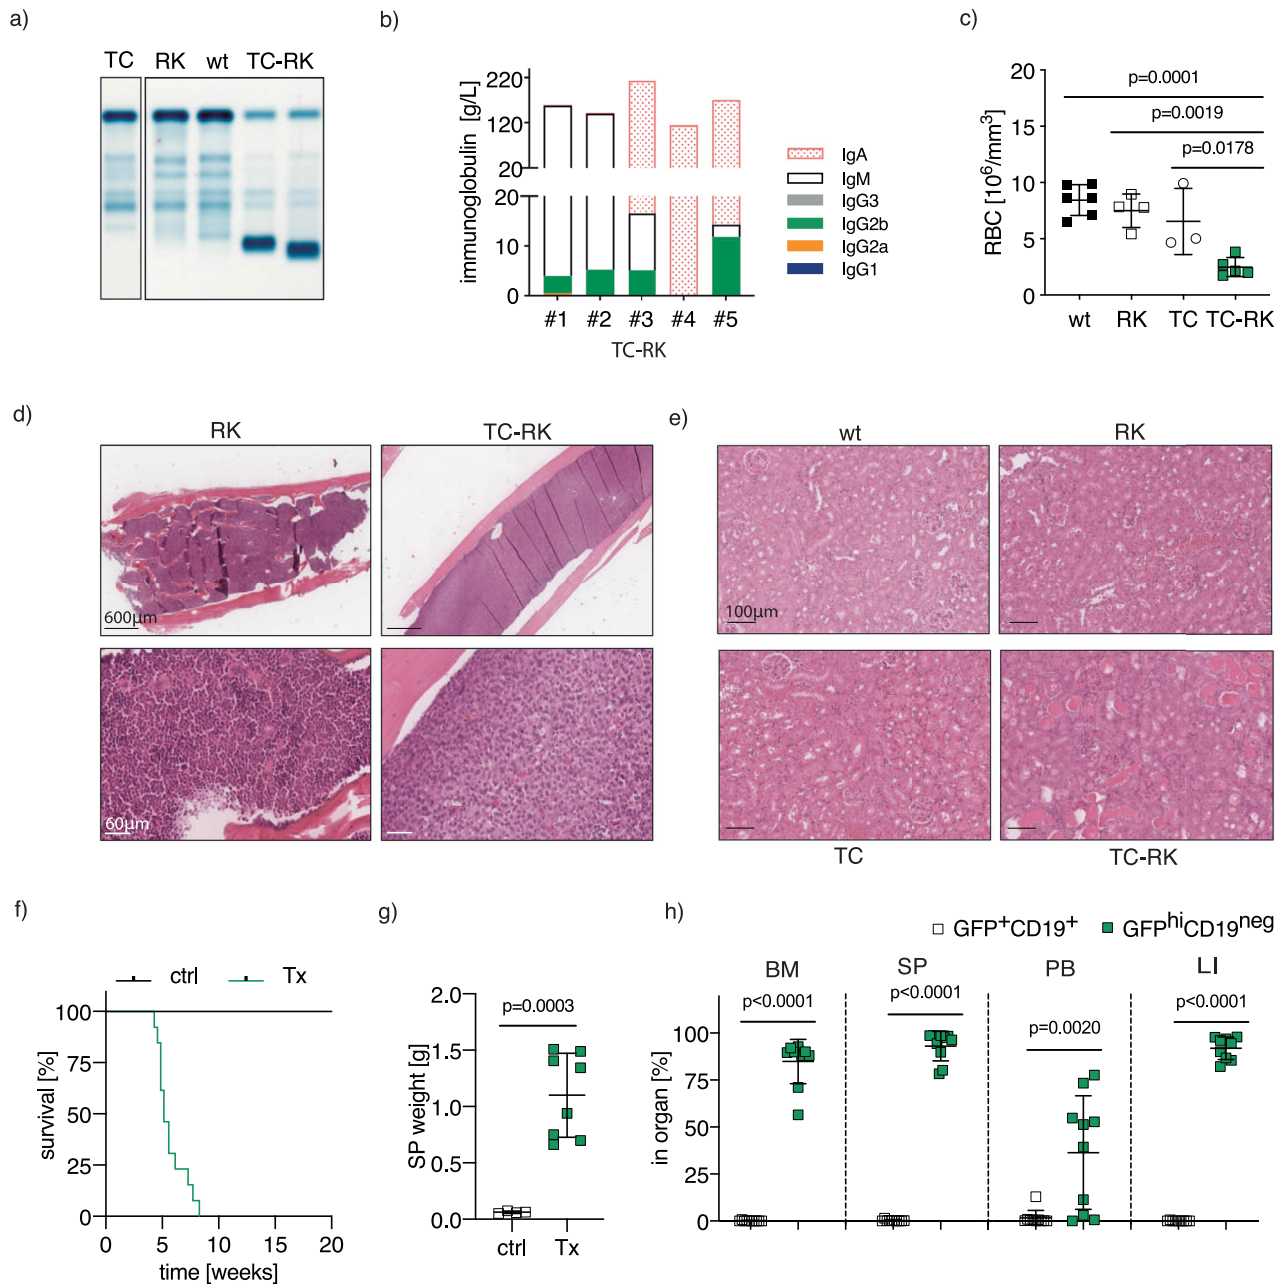 a)
TC RK wt TC-RK
b)
immunoglobulin [g/L]
220
120
20
20
10
0
#1 #2 #3 #4 #5
TC-RK
IgA
IgM
IgG3
IgG2b
IgG2a
IgG1
c)
RBC [10⁶/mm³]
20
15
10
5
0
p=0.0001
p=0.0019
p=0.0178
wt RK TC TC-RK
d)
RK TC-RK
600µm
60µm
e)
wt RK
100µm
TC TC-RK
f)
ctrl Tx
survival [%]
100
75
50
25
0
0 5 10 15 20
time [weeks]
g)
SP weight [g]
2.0
1.5
1.0
0.5
0.0
p=0.0003
ctrl Tx
h)
GFP⁺CD19⁺ GFPʰⁱCD19ⁿᵉᵍ
BM SP PB LI
p<0.0001 p<0.0001 p=0.0020 p<0.0001
in organ [%]
100
75
50
25
0